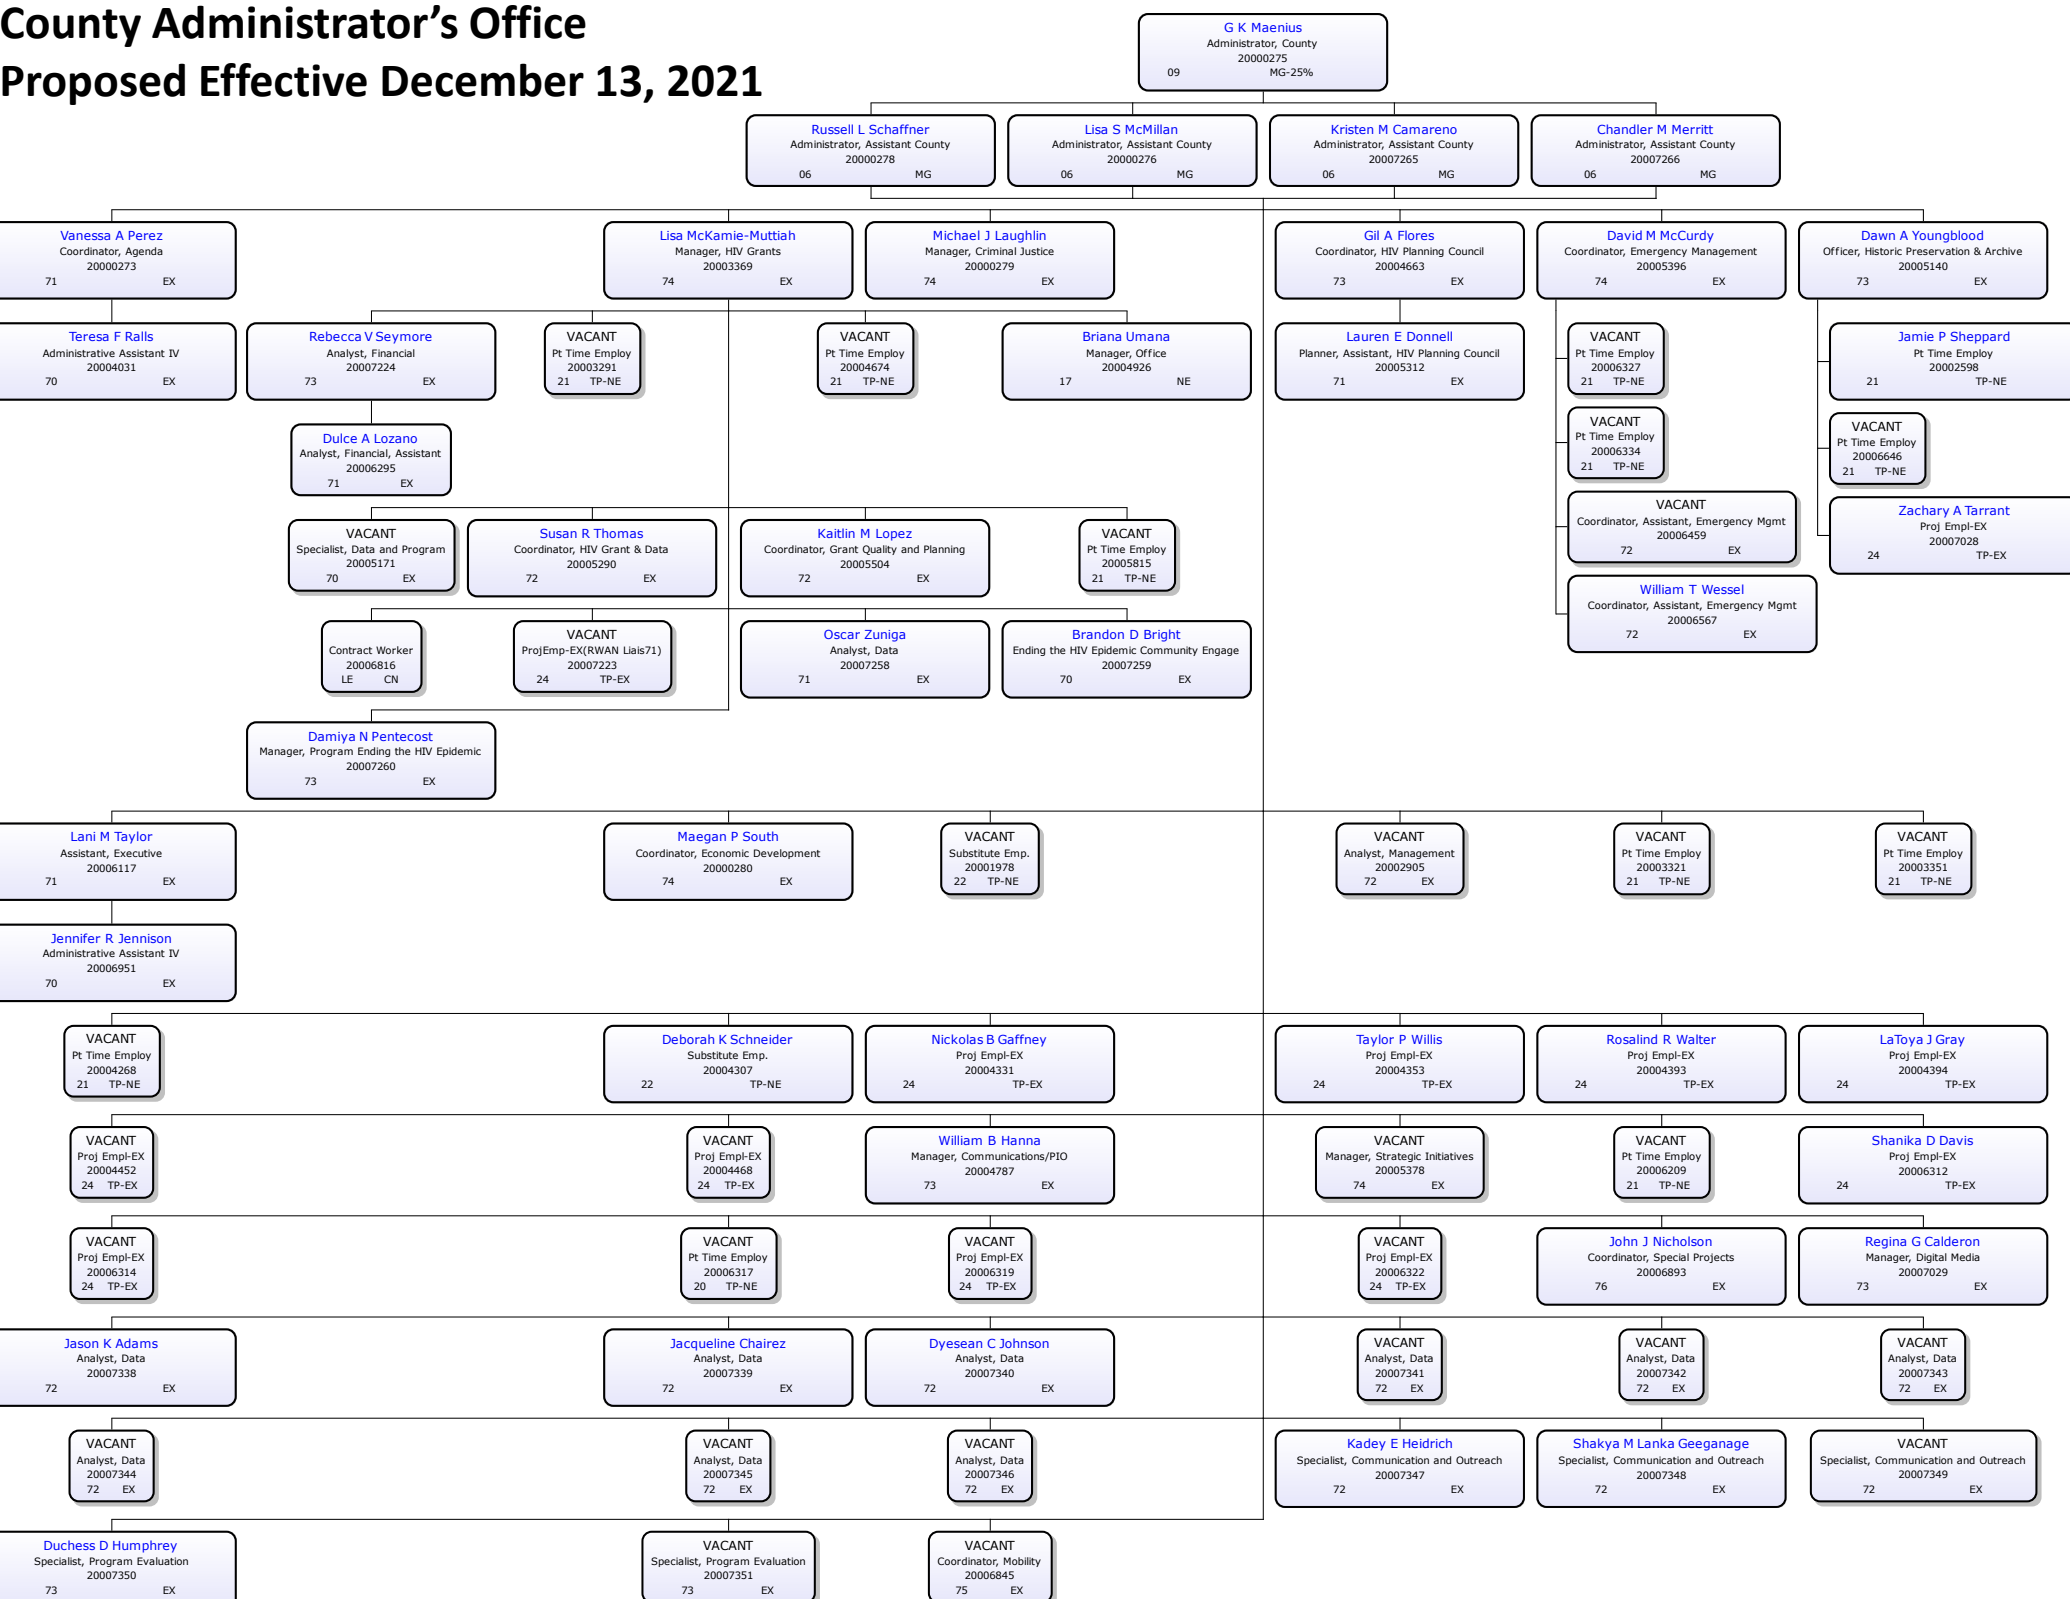 County Administrator’s Office
Proposed Effective December 13, 2021
G K Maenius
Administrator, County
20000275
09 MG-25%
Russell L Schaffner
Administrator, Assistant County
20000278
06 MG
Lisa S McMillan
Administrator, Assistant County
20000276
06 MG
Kristen M Camareno
Administrator, Assistant County
20007265
06 MG
Chandler M Merritt
Administrator, Assistant County
20007266
06 MG
Vanessa A Perez
Coordinator, Agenda
20000273
71 EX
Lisa McKamie-Muttiah
Manager, HIV Grants
20003369
74 EX
Michael J Laughlin
Manager, Criminal Justice
20000279
74 EX
Gil A Flores
Coordinator, HIV Planning Council
20004663
73 EX
David M McCurdy
Coordinator, Emergency Management
20005396
74 EX
Dawn A Youngblood
Officer, Historic Preservation & Archive
20005140
73 EX
Teresa F Ralls
Administrative Assistant IV
20004031
70 EX
Rebecca V Seymore
Analyst, Financial
20007224
73 EX
VACANT
Pt Time Employ
20003291
21 TP-NE
VACANT
Pt Time Employ
20004674
21 TP-NE
Briana Umana
Manager, Office
20004926
17 NE
Lauren E Donnell
Planner, Assistant, HIV Planning Council
20005312
71 EX
VACANT
Pt Time Employ
20006327
21 TP-NE
Jamie P Sheppard
Pt Time Employ
20002598
21 TP-NE
VACANT
Pt Time Employ
20006334
21 TP-NE
VACANT
Pt Time Employ
20006646
21 TP-NE
Dulce A Lozano
Analyst, Financial, Assistant
20006295
71 EX
VACANT
Coordinator, Assistant, Emergency Mgmt
20006459
72 EX
Zachary A Tarrant
Proj Empl-EX
20007028
24 TP-EX
VACANT
Specialist, Data and Program
20005171
70 EX
Susan R Thomas
Coordinator, HIV Grant & Data
20005290
72 EX
Kaitlin M Lopez
Coordinator, Grant Quality and Planning
20005504
72 EX
VACANT
Pt Time Employ
20005815
21 TP-NE
William T Wessel
Coordinator, Assistant, Emergency Mgmt
20006567
72 EX
Contract Worker
20006816
LE CN
VACANT
ProjEmp-EX(RWAN Liais71)
20007223
24 TP-EX
Oscar Zuniga
Analyst, Data
20007258
71 EX
Brandon D Bright
Ending the HIV Epidemic Community Engage
20007259
70 EX
Damiya N Pentecost
Manager, Program Ending the HIV Epidemic
20007260
73 EX
Lani M Taylor
Assistant, Executive
20006117
71 EX
Maegan P South
Coordinator, Economic Development
20000280
74 EX
VACANT
Substitute Emp.
20001978
22 TP-NE
VACANT
Analyst, Management
20002905
72 EX
VACANT
Pt Time Employ
20003321
21 TP-NE
VACANT
Pt Time Employ
20003351
21 TP-NE
Jennifer R Jennison
Administrative Assistant IV
20006951
70 EX
VACANT
Pt Time Employ
20004268
21 TP-NE
Deborah K Schneider
Substitute Emp.
20004307
22 TP-NE
Nickolas B Gaffney
Proj Empl-EX
20004331
24 TP-EX
Taylor P Willis
Proj Empl-EX
20004353
24 TP-EX
Rosalind R Walter
Proj Empl-EX
20004393
24 TP-EX
LaToya J Gray
Proj Empl-EX
20004394
24 TP-EX
VACANT
Proj Empl-EX
20004452
24 TP-EX
VACANT
Proj Empl-EX
20004468
24 TP-EX
William B Hanna
Manager, Communications/PIO
20004787
73 EX
VACANT
Manager, Strategic Initiatives
20005378
74 EX
VACANT
Pt Time Employ
20006209
21 TP-NE
Shanika D Davis
Proj Empl-EX
20006312
24 TP-EX
VACANT
Proj Empl-EX
20006314
24 TP-EX
VACANT
Pt Time Employ
20006317
20 TP-NE
VACANT
Proj Empl-EX
20006319
24 TP-EX
VACANT
Proj Empl-EX
20006322
24 TP-EX
John J Nicholson
Coordinator, Special Projects
20006893
76 EX
Regina G Calderon
Manager, Digital Media
20007029
73 EX
Jason K Adams
Analyst, Data
20007338
72 EX
Jacqueline Chairez
Analyst, Data
20007339
72 EX
Dyesean C Johnson
Analyst, Data
20007340
72 EX
VACANT
Analyst, Data
20007341
72 EX
VACANT
Analyst, Data
20007342
72 EX
VACANT
Analyst, Data
20007343
72 EX
VACANT
Analyst, Data
20007344
72 EX
VACANT
Analyst, Data
20007345
72 EX
VACANT
Analyst, Data
20007346
72 EX
Kadey E Heidrich
Specialist, Communication and Outreach
20007347
72 EX
Shakya M Lanka Geeganage
Specialist, Communication and Outreach
20007348
72 EX
VACANT
Specialist, Communication and Outreach
20007349
72 EX
Duchess D Humphrey
Specialist, Program Evaluation
20007350
73 EX
VACANT
Specialist, Program Evaluation
20007351
73 EX
VACANT
Coordinator, Mobility
20006845
75 EX